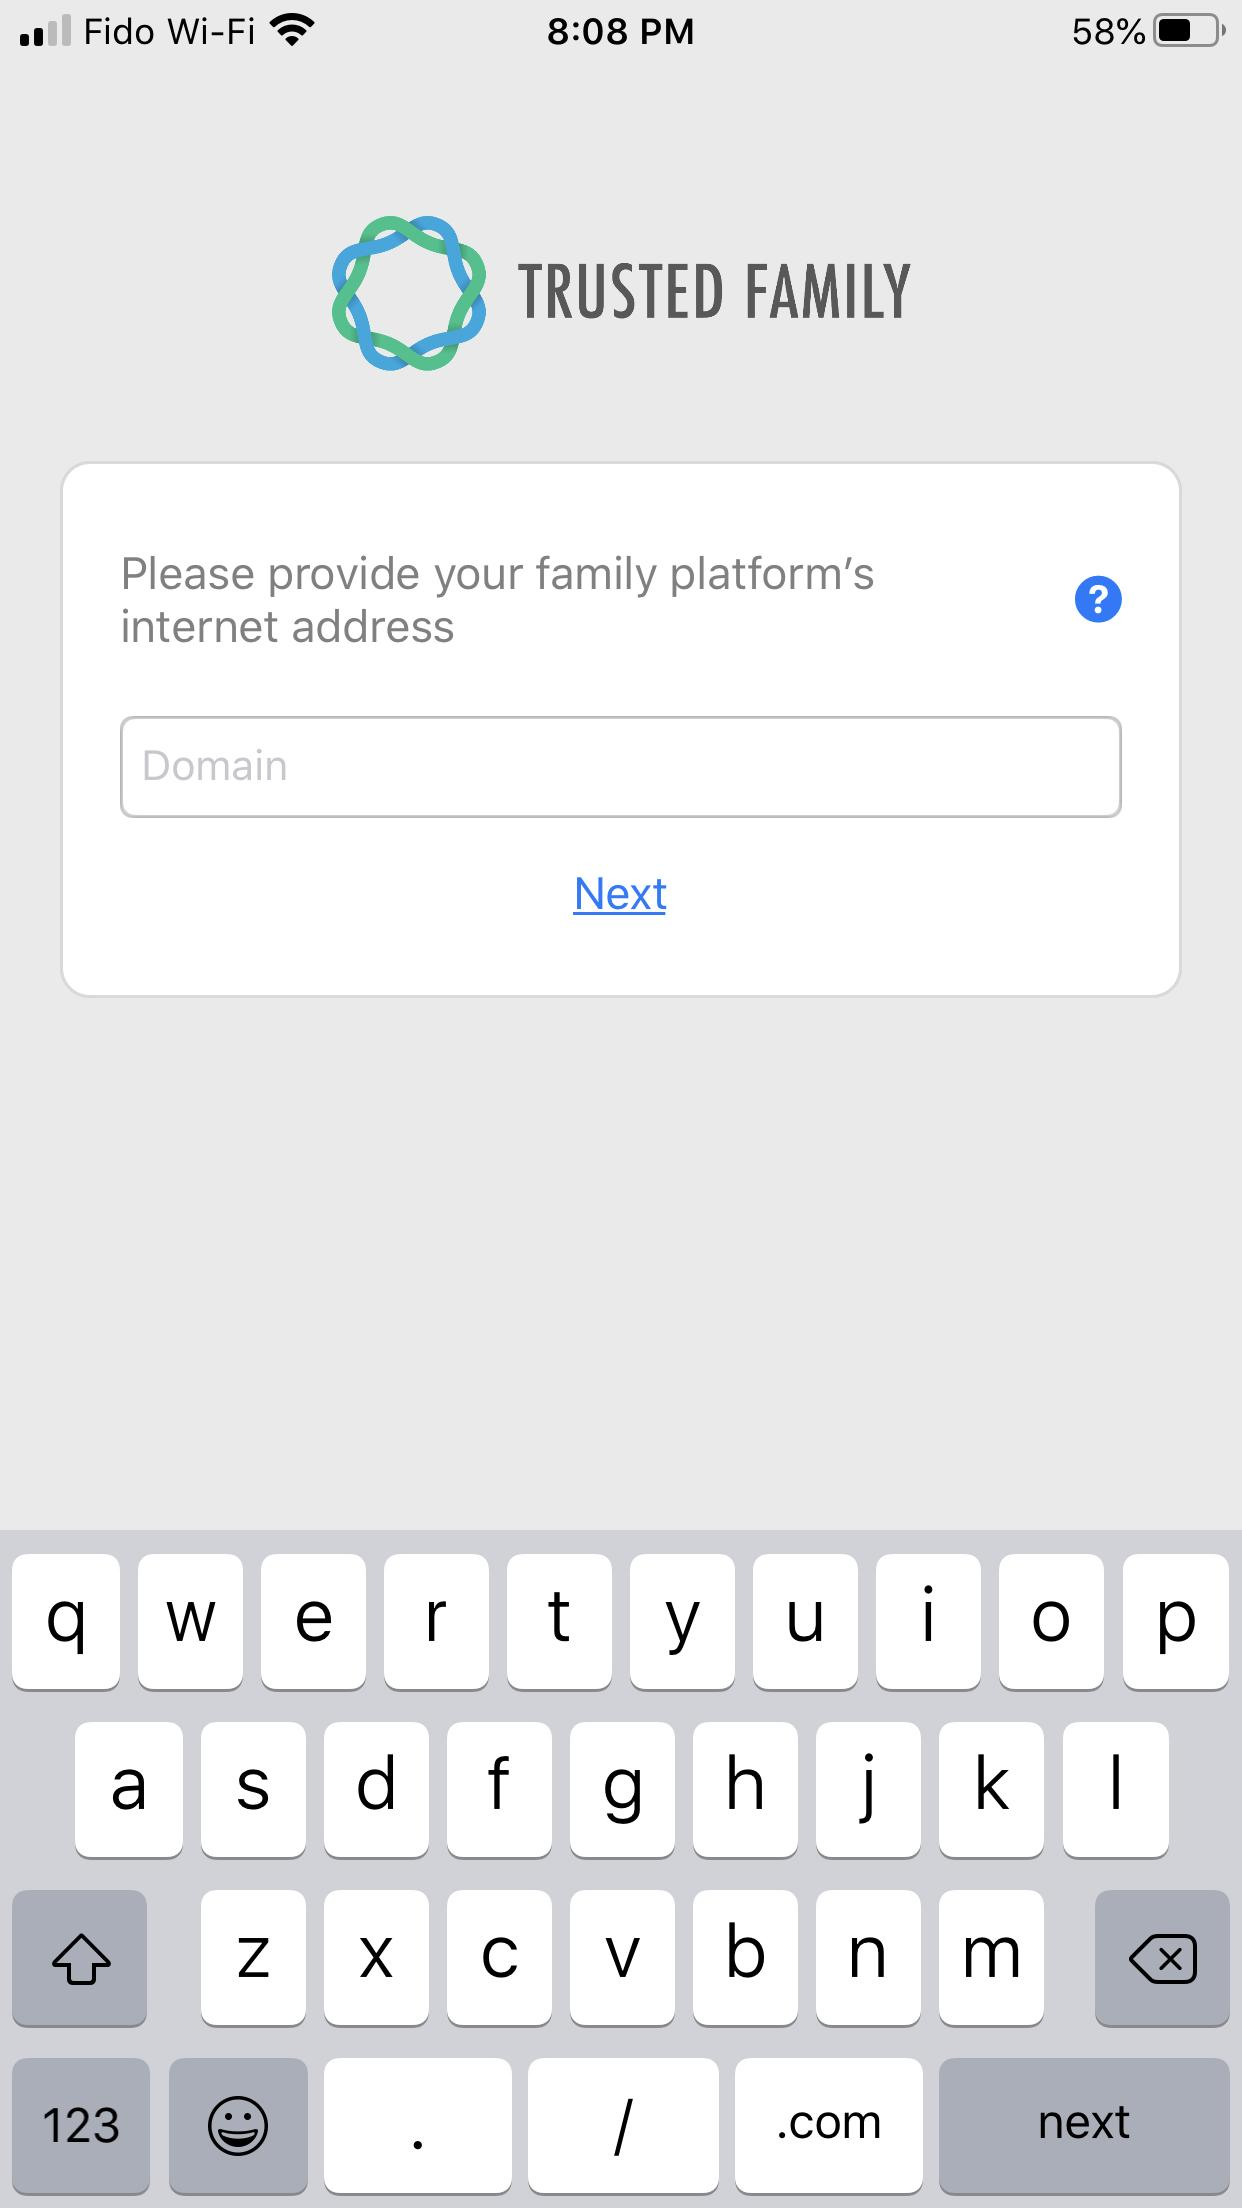 Fido Wi-Fi 8:08 PM 58%
TRUSTED FAMILY
Please provide your family platform’s
internet address
?
Domain
Next
q w e r t y u i o p
a s d f g h j k l
z x c v b n m
123 . / .com next